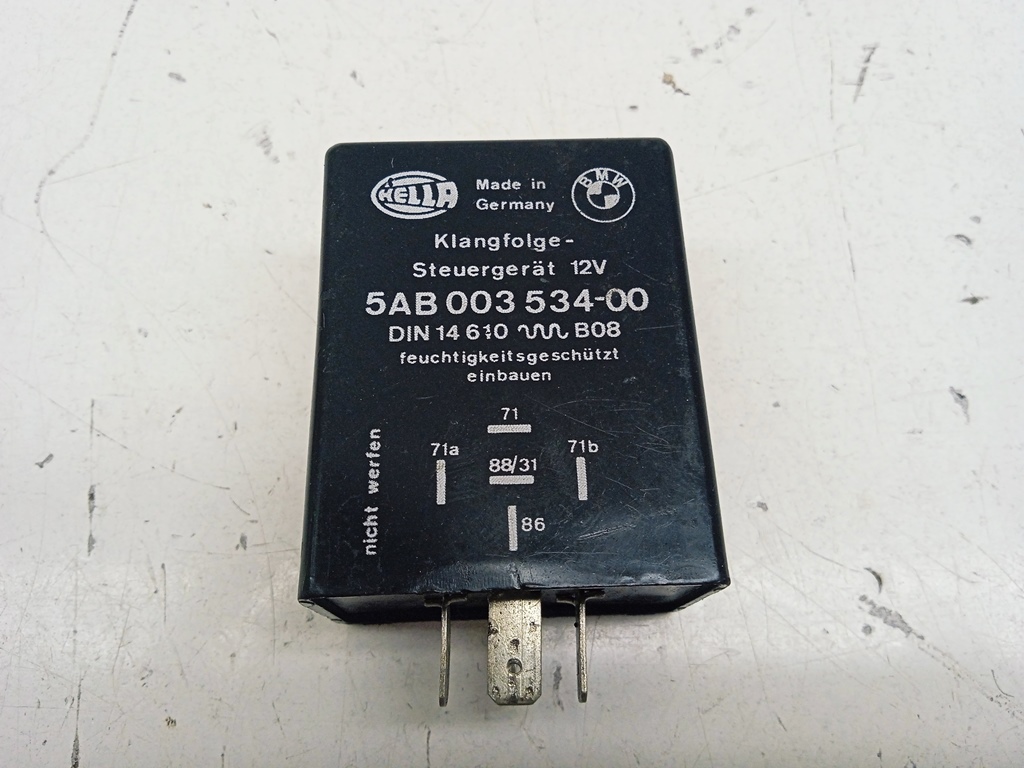 HELLA
Made in
Germany
BMW
Klangfolge-
Steuergerät 12V
5AB 003 534-00
DIN 14 610 B08
feuchtigkeitsgeschützt
einbauen
71
71a
71b
88/31
86
nicht werfen